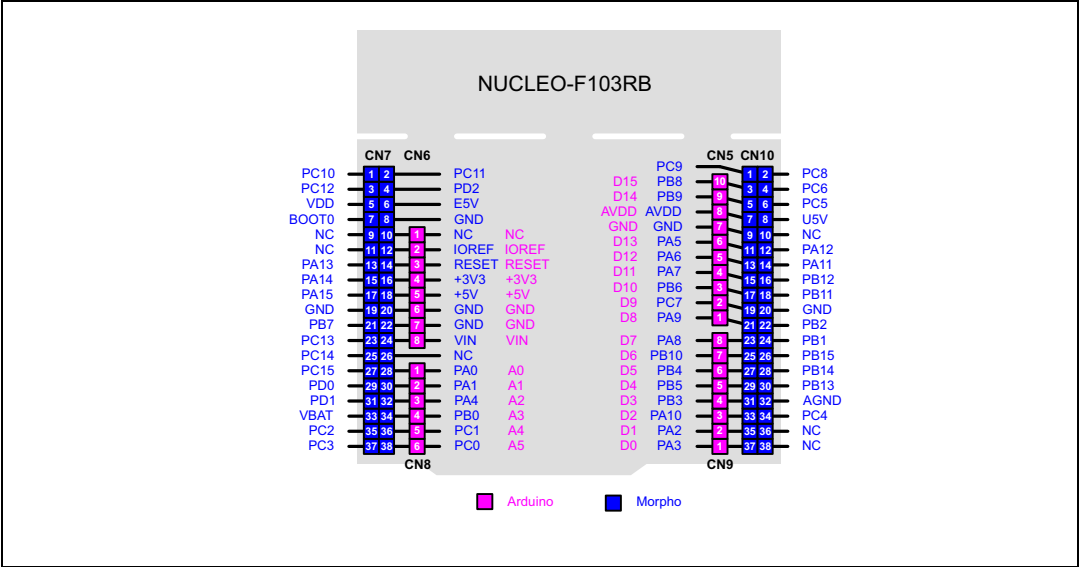 NUCLEO-F103RB
CN7 CN6 CN5 CN10
PC9
PC10 1 2 PC11 1 2 PC8
PC12 3 4 PD2 D15 PB8 10 3 4 PC6
VDD 5 6 E5V D14 PB9 9 5 6 PC5
BOOT0 7 8 GND AVDD AVDD 8 7 8 U5V
NC 9 10 1 NC NC GND GND 7 9 10 NC
NC 11 12 2 IOREF IOREF D13 PA5 6 11 12 PA12
PA13 13 14 3 RESET RESET D12 PA6 5 13 14 PA11
PA14 15 16 4 +3V3 +3V3 D11 PA7 4 15 16 PB12
PA15 17 18 5 +5V +5V D10 PB6 3 17 18 PB11
GND 19 20 6 GND GND D9 PC7 2 19 20 GND
PB7 21 22 7 GND GND D8 PA9 1 21 22 PB2
PC13 23 24 8 VIN VIN D7 PA8 8 23 24 PB1
PC14 25 26 NC D6 PB10 7 25 26 PB15
PC15 27 28 1 PA0 A0 D5 PB4 6 27 28 PB14
PD0 29 30 2 PA1 A1 D4 PB5 5 29 30 PB13
PD1 31 32 3 PA4 A2 D3 PB3 4 31 32 AGND
VBAT 33 34 4 PB0 A3 D2 PA10 3 33 34 PC4
PC2 35 36 5 PC1 A4 D1 PA2 2 35 36 NC
PC3 37 38 6 PC0 A5 D0 PA3 1 37 38 NC
CN8 CN9
Arduino Morpho